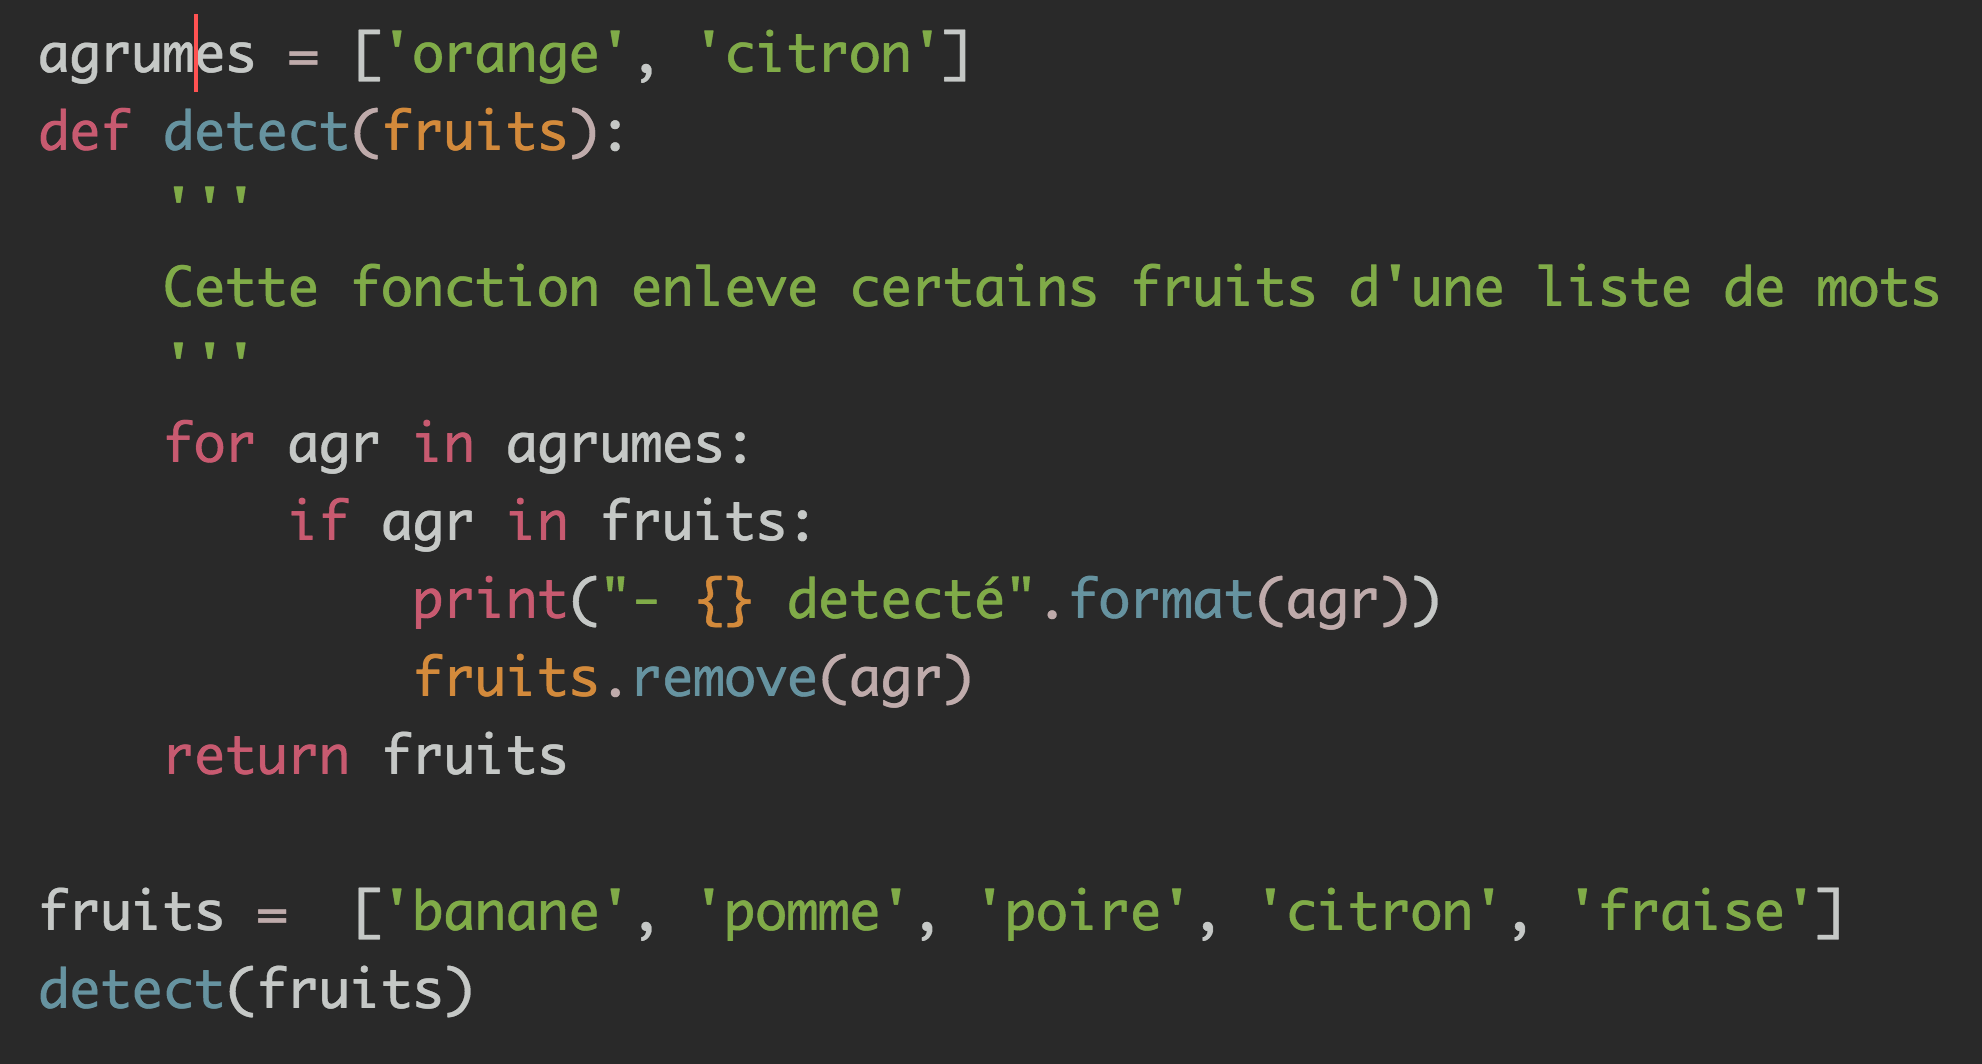 agrumes = ['orange', 'citron']
def detect(fruits):
    '''
    Cette fonction enleve certains fruits d'une liste de mots
    '''
    for agr in agrumes:
        if agr in fruits:
            print("- {} detecté".format(agr))
            fruits.remove(agr)
    return fruits

fruits =  ['banane', 'pomme', 'poire', 'citron', 'fraise']
detect(fruits)